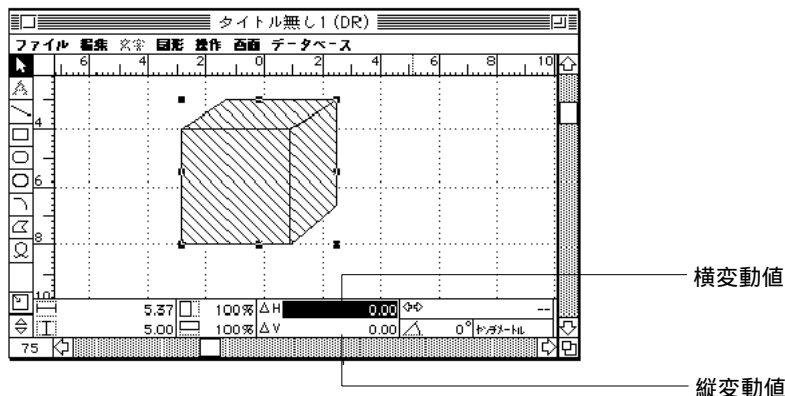 タイトル無し1 (DR)
ファイル 編集 文字 図形 操作 画面 データベース
6 4 2 0 2 4 6 8 10
A
4
6
8
10
5.37 100% ΔH 0.00 --
5.00 100% ΔV 0.00 0° センチメートル
75
横変動値
縦変動値